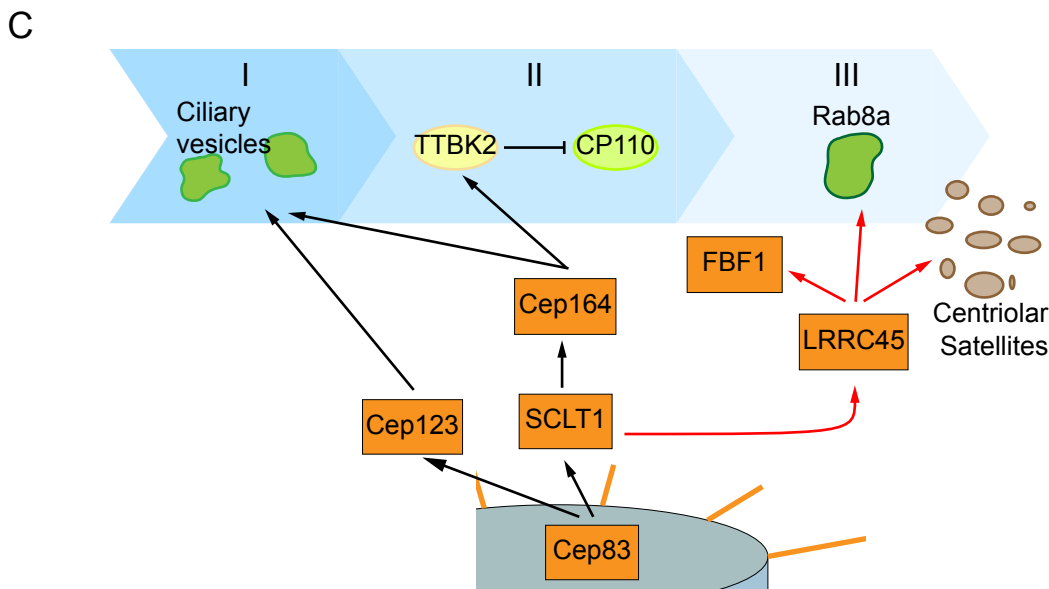 C
I
II
III
Ciliary
vesicles
TTBK2
CP110
Rab8a
FBF1
Cep164
LRRC45
Centriolar
Satellites
Cep123
SCLT1
Cep83